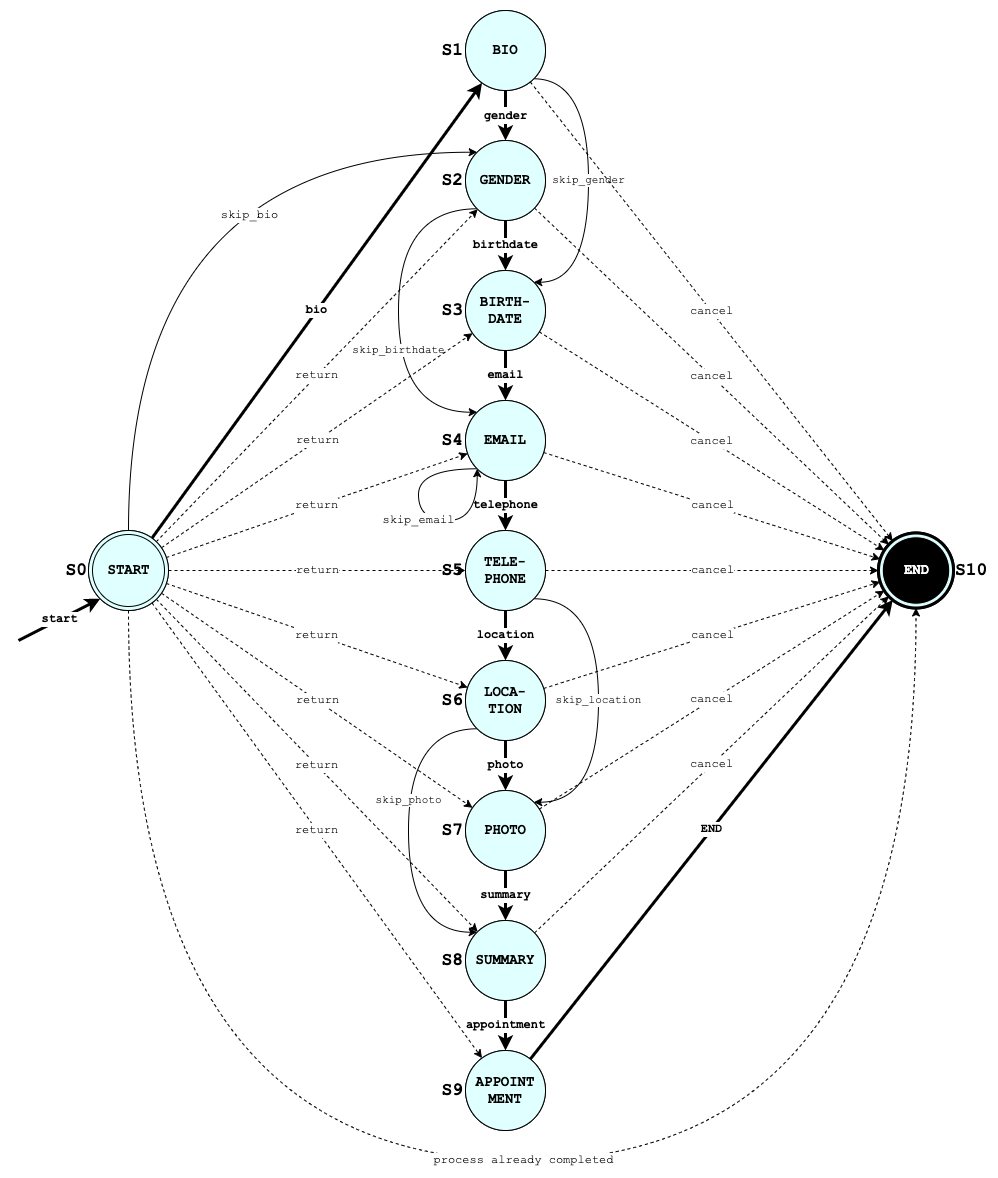 S1
BIO
gender
S2
GENDER
skip_gender
skip_bio
birthdate
bio
S3
BIRTH-
DATE
cancel
skip_birthdate
return
email
cancel
return
S4
EMAIL
cancel
return
skip_email
telephone
cancel
S0
START
return
S5
TELE-
PHONE
cancel
END
S10
start
return
location
cancel
return
S6
LOCA-
TION
skip_location
cancel
return
photo
cancel
skip_photo
return
S7
PHOTO
END
summary
S8
SUMMARY
appointment
S9
APPOINT
MENT
process already completed